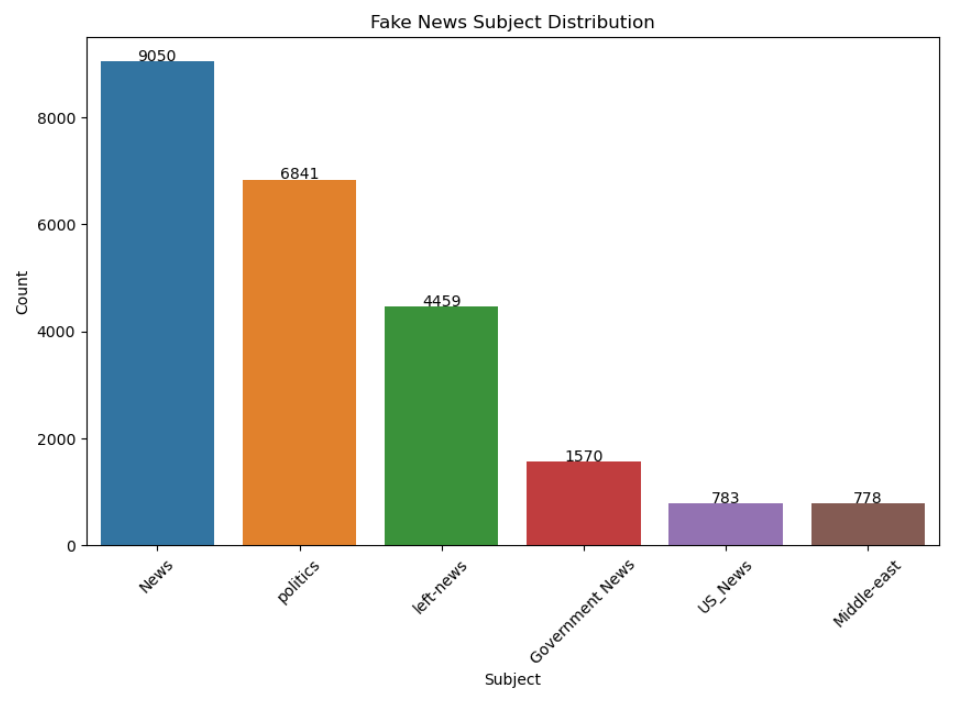 Fake News Subject Distribution
9050
6841
4459
1570
783
778
8000
6000
4000
2000
0
Count
News
politics
left-news
Government News
US_News
Middle-east
Subject